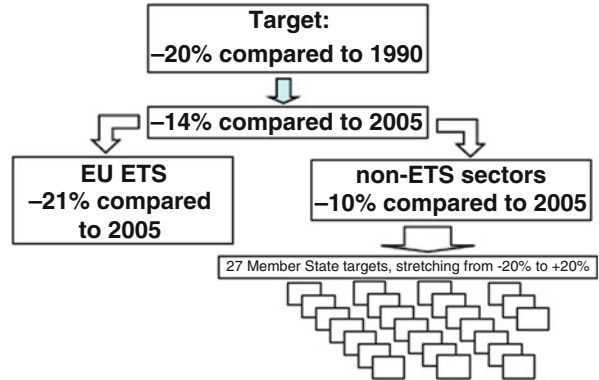 Target:
–20% compared to 1990
–14% compared to 2005
EU ETS
–21% compared
to 2005
non-ETS sectors
–10% compared to 2005
27 Member State targets, stretching from -20% to +20%